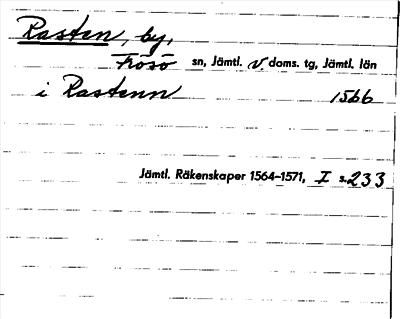 Rasten, by,
Frösö sn, Jämtl. v doms. tg, Jämtl. län
i Rastenn 1566
Jämtl. Räkenskaper 1564–1571, I s. 233